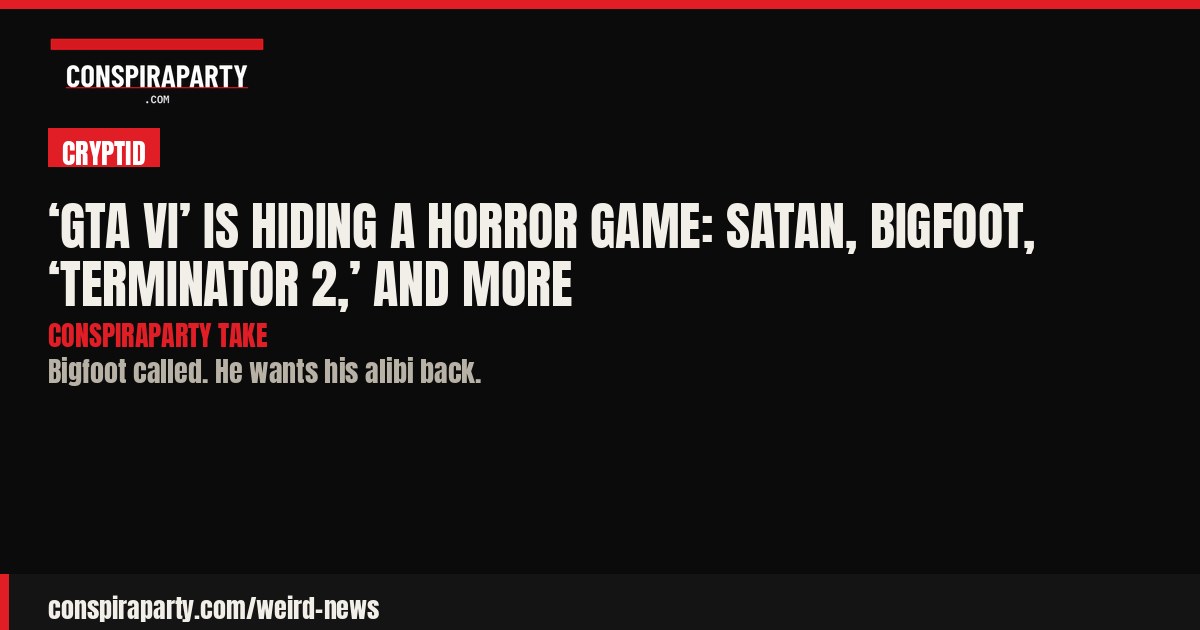 CONSPIRAPARTY
.COM
CRYPTID
‘GTA VI’ IS HIDING A HORROR GAME: SATAN, BIGFOOT,
‘TERMINATOR 2,’ AND MORE
CONSPIRAPARTY TAKE
Bigfoot called. He wants his alibi back.
conspiraparty.com/weird-news